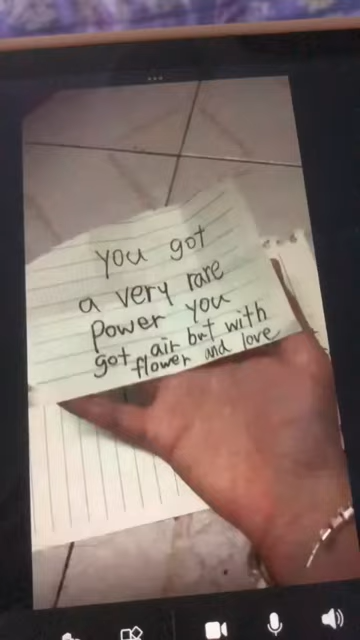 you got
a very rare
power you
got air but with
flower and love